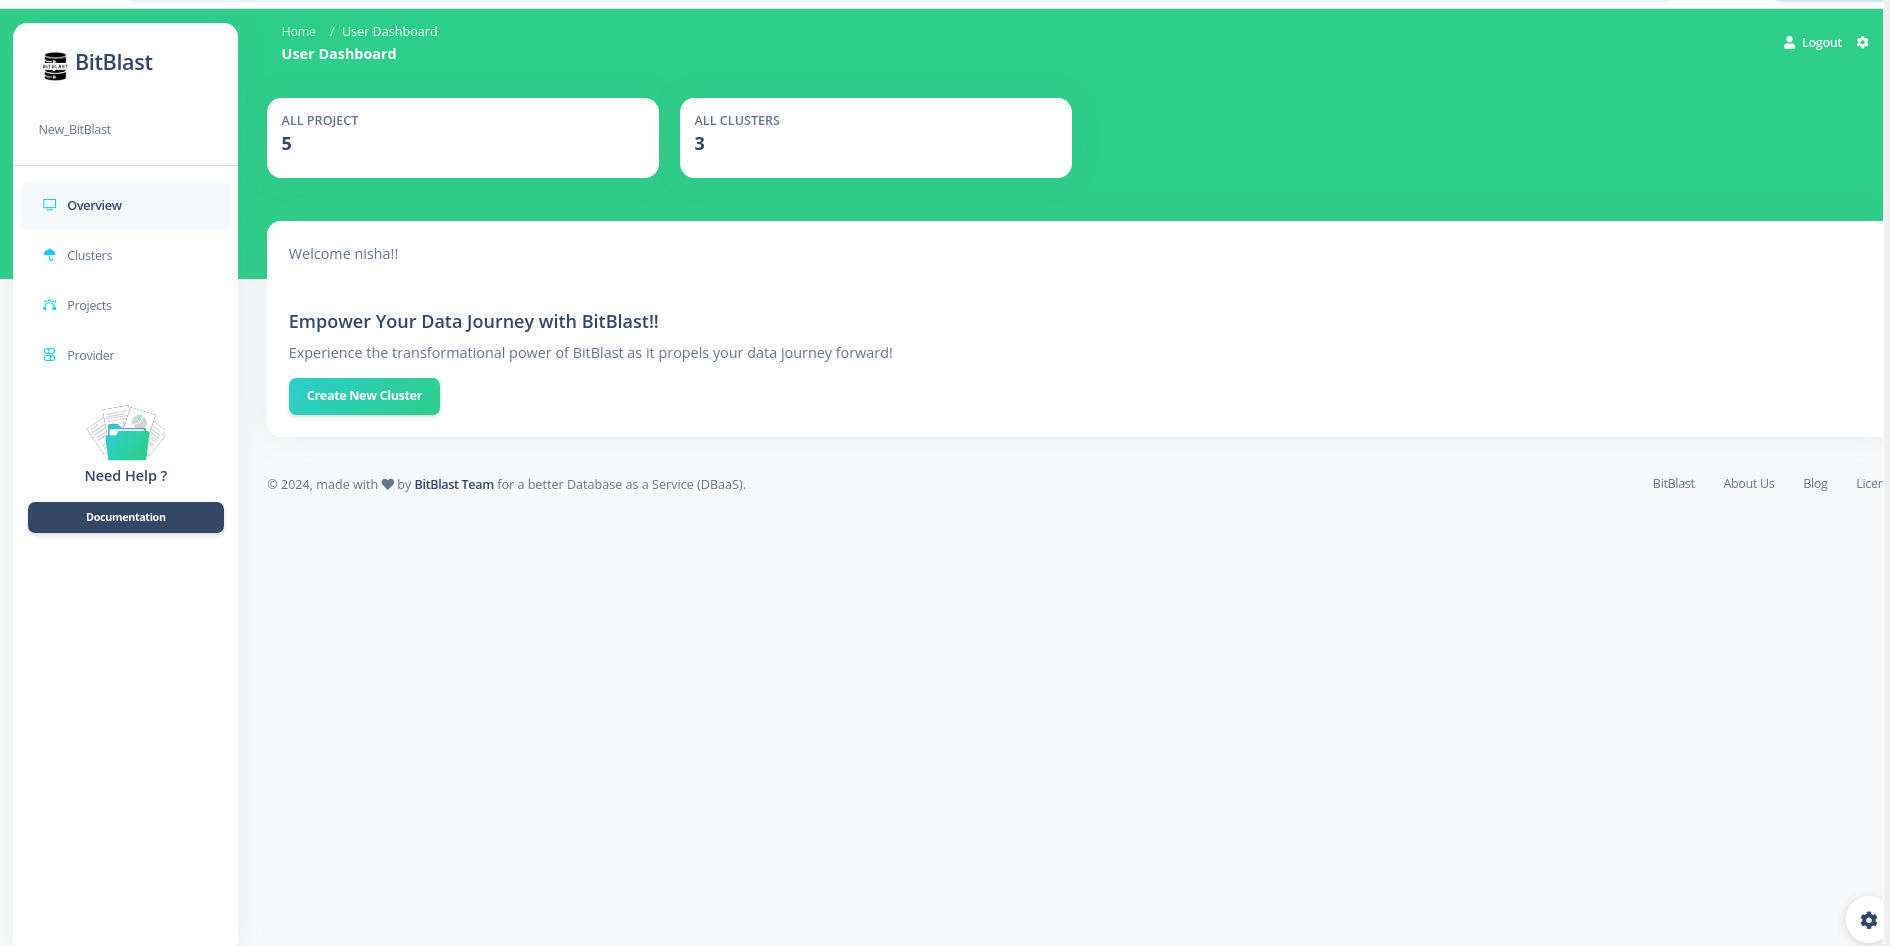 BitBlast
New_BitBlast
Overview
Clusters
Projects
Provider
Need Help ?
Documentation
Home / User Dashboard
User Dashboard
Logout
ALL PROJECT
5
ALL CLUSTERS
3
Welcome nisha!!
Empower Your Data Journey with BitBlast!!
Experience the transformational power of BitBlast as it propels your data journey forward!
Create New Cluster
© 2024, made with ♥ by BitBlast Team for a better Database as a Service (DBaaS).
BitBlast About Us Blog